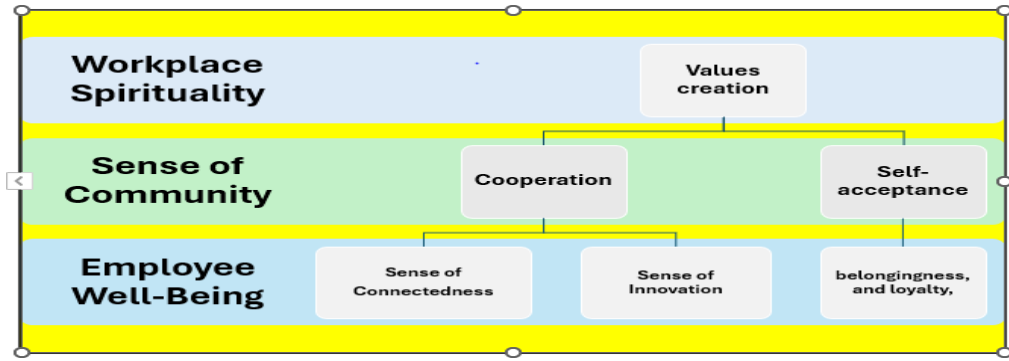 Workplace
Spirituality
Values
creation
Sense of
Community
Cooperation
Self-
acceptance
Employee
Well-Being
Sense of
Connectedness
Sense of
Innovation
belongingness,
and loyalty,